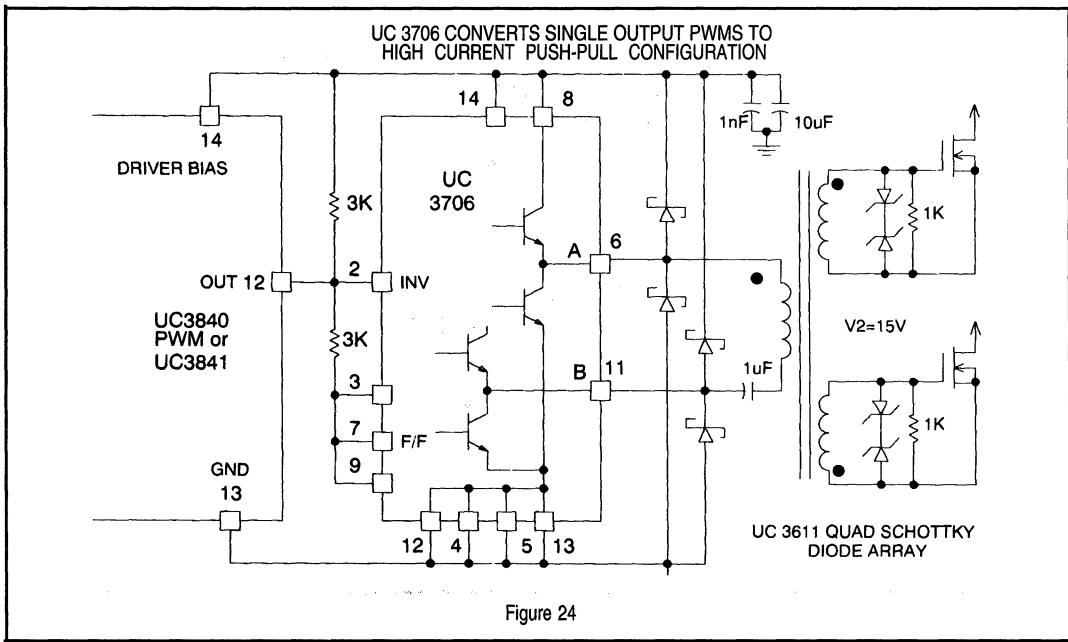 UC 3706 CONVERTS SINGLE OUTPUT PWMS TO
HIGH CURRENT PUSH-PULL CONFIGURATION
14
8
14
1nF
10uF
DRIVER BIAS
UC
3706
3K
1K
A
6
OUT 12
2
INV
UC3840
PWM or
UC3841
3K
V2=15V
B
11
1uF
3
7
F/F
9
1K
GND
13
12
4
5
13
UC 3611 QUAD SCHOTTKY
DIODE ARRAY
Figure 24